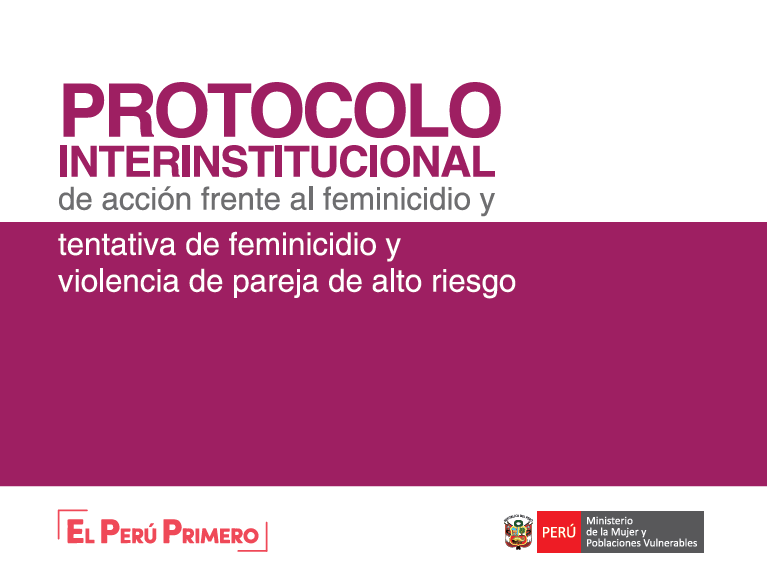 PROTOCOLO
INTERINSTITUCIONAL
de acción frente al feminicidio y
tentativa de feminicidio y
violencia de pareja de alto riesgo
EL PERÚ PRIMERO
PERÚ
Ministerio
de la Mujer y
Poblaciones Vulnerables